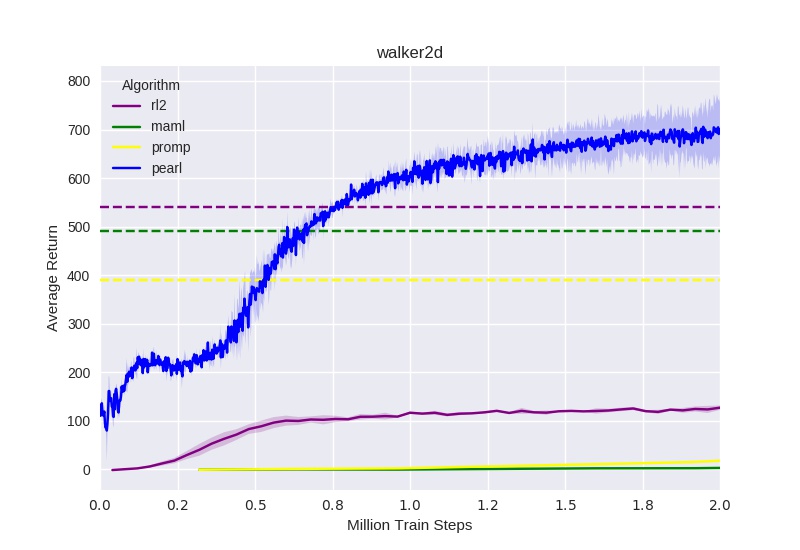 walker2d
Average Return
800
700
600
500
400
300
200
100
0
Algorithm
rl2
maml
promp
pearl
0.0 0.2 0.5 0.8 1.0 1.2 1.5 1.8 2.0
Million Train Steps